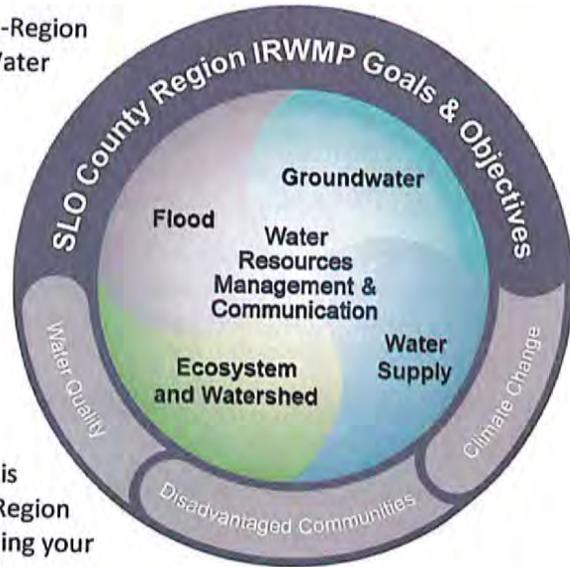 -Region
Water
SLO County Region IRWMP Goals & Objectives
Groundwater
Flood
Water
Resources
Management &
Communication
Water
Supply
Ecosystem
and Watershed
Water Quality
Disadvantaged Communities
Climate Change
is
Region
ing your